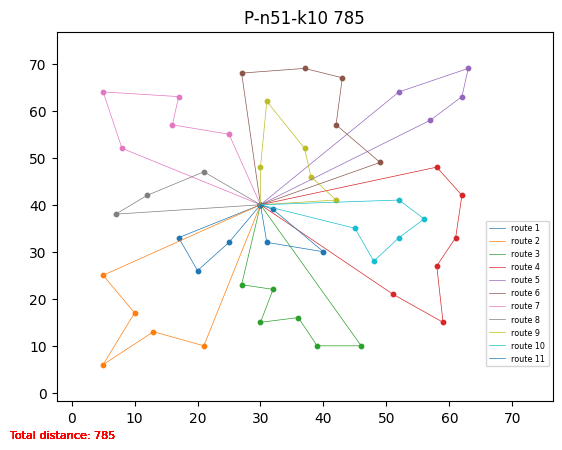 P-n51-k10 785
70
60
50
40
30
20
10
0
0 10 20 30 40 50 60 70
route 1
route 2
route 3
route 4
route 5
route 6
route 7
route 8
route 9
route 10
route 11
Total distance: 785